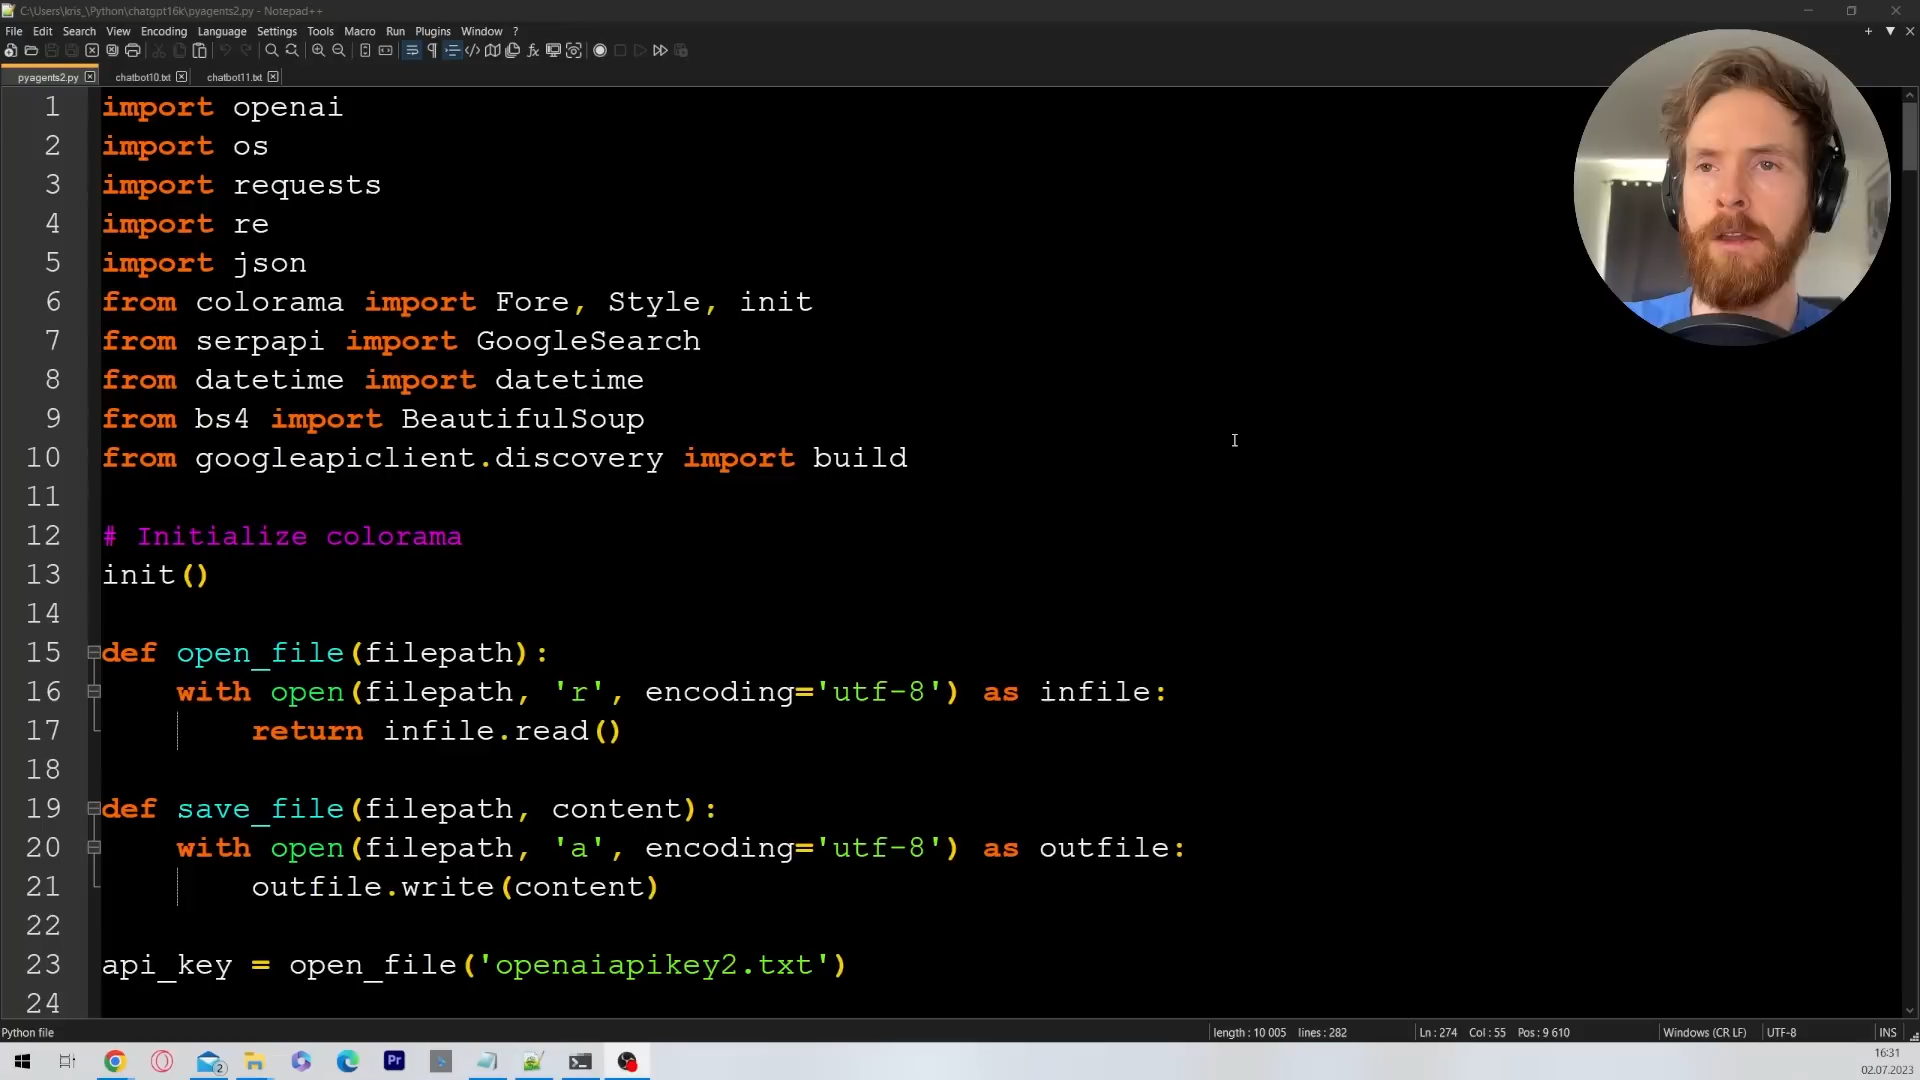 C:\Users\kris_\Python\chatgpt16k\pyagents2.py - Notepad++
File Edit Search View Encoding Language Settings Tools Macro Run Plugins Window ?
pyagents2.py chatbot10.txt chatbot11.txt
1 import openai
2 import os
3 import requests
4 import re
5 import json
6 from colorama import Fore, Style, init
7 from serpapi import GoogleSearch
8 from datetime import datetime
9 from bs4 import BeautifulSoup
10 from googleapiclient.discovery import build
11
12 # Initialize colorama
13 init()
14
15 def open_file(filepath):
16 with open(filepath, 'r', encoding='utf-8') as infile:
17 return infile.read()
18
19 def save_file(filepath, content):
20 with open(filepath, 'a', encoding='utf-8') as outfile:
21 outfile.write(content)
22
23 api_key = open_file('openaiapikey2.txt')
24
Python file length : 10 005 lines : 282 Ln : 274 Col : 55 Pos : 9 610 Windows (CR LF) UTF-8 INS
2 Pr
16:31
02.07.2023